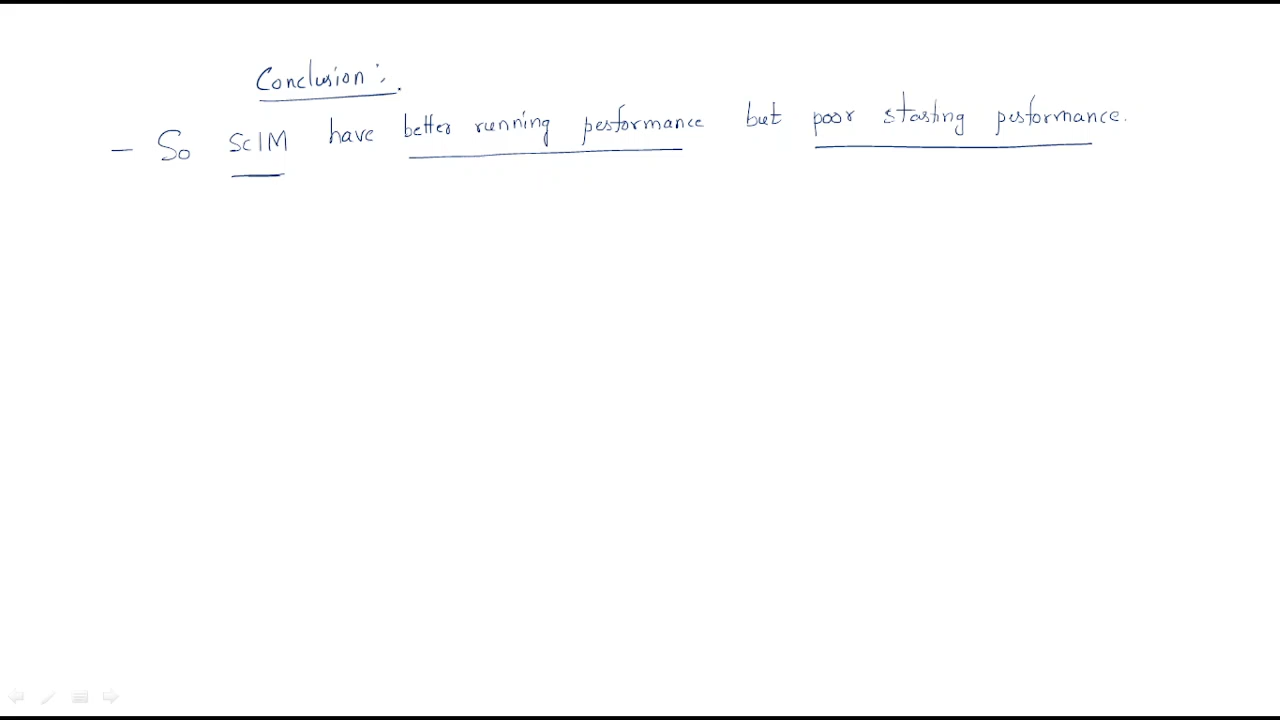 Conclusion :.
– So SCIM have better running performance but poor starting performance.